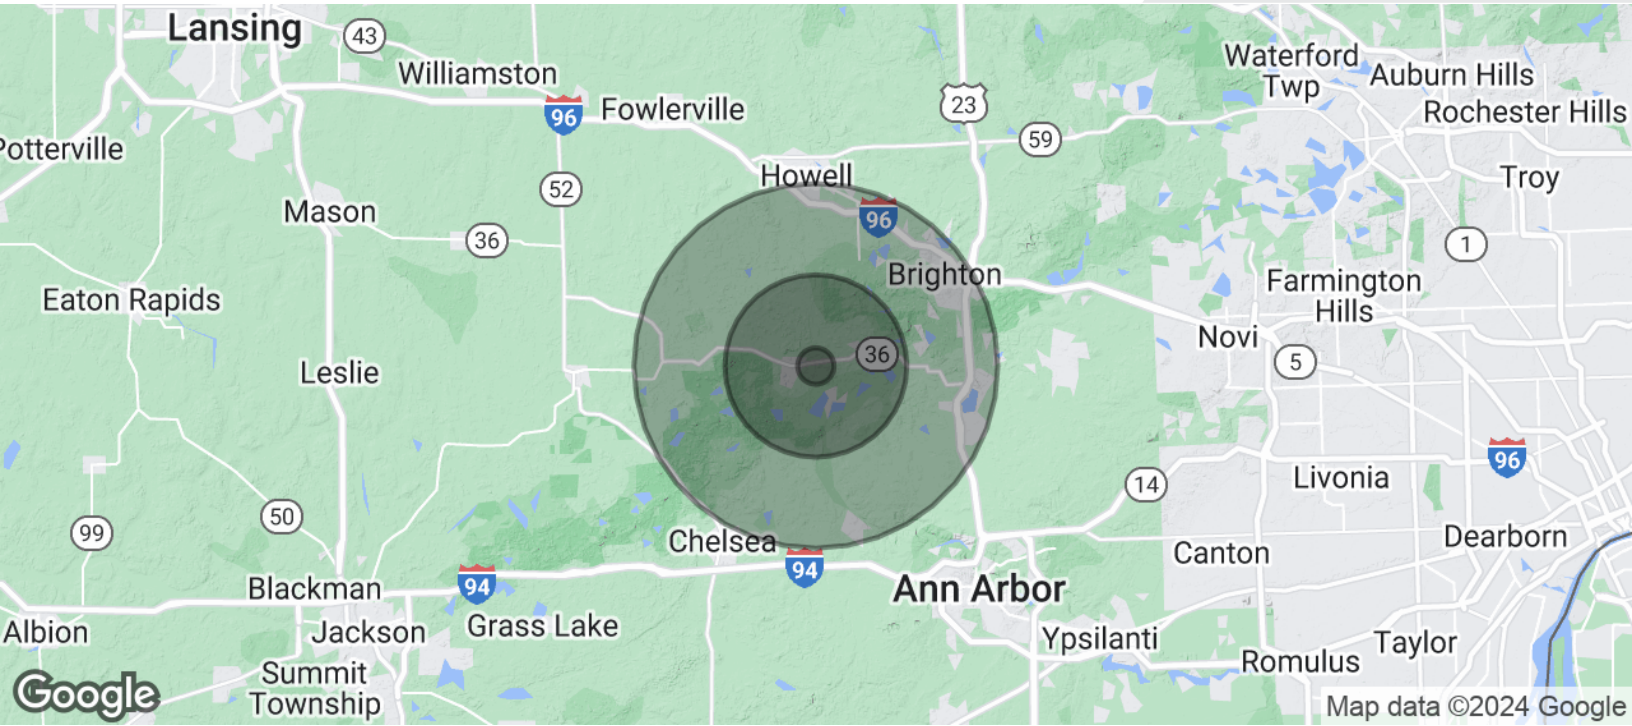 Lansing
43
Williamston
96
Fowlerville
23
59
Waterford
Twp
Auburn Hills
Rochester Hills
Potterville
52
Howell
Troy
Mason
36
96
1
Eaton Rapids
Brighton
Farmington
Hills
Novi
Leslie
36
5
96
14
Livonia
50
99
Chelsea
Dearborn
Canton
94
94
Blackman
Ann Arbor
Albion
Jackson
Grass Lake
Ypsilanti
Taylor
Romulus
Summit
Township
Google
Map data ©2024 Google